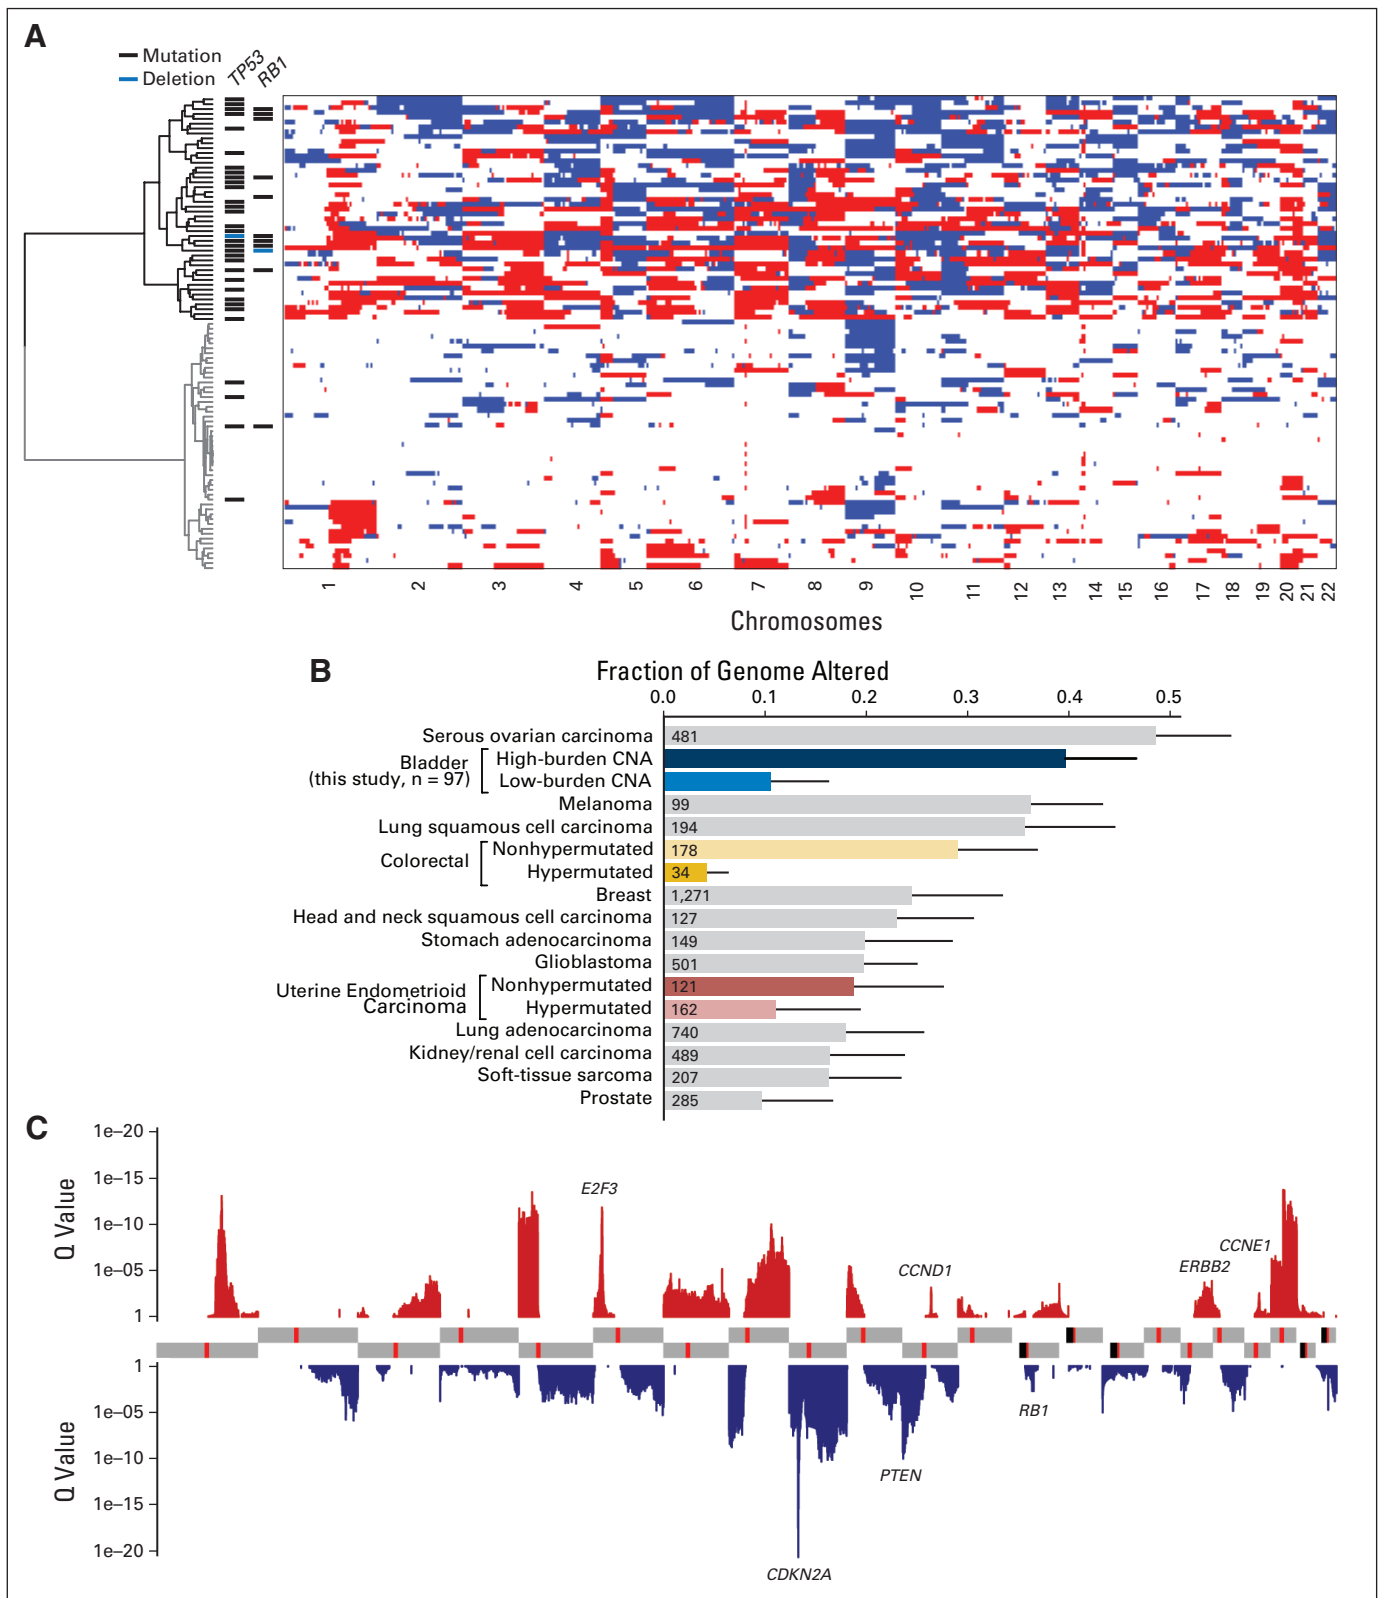 A
Mutation
Deletion
TP53
RB1
1 2 3 4 5 6 7 8 9 10 11 12 13 14 15 16 17 18 19 20 21 22
Chromosomes
B
Fraction of Genome Altered
0.0 0.1 0.2 0.3 0.4 0.5
Serous ovarian carcinoma 481
Bladder
(this study, n = 97)
High-burden CNA
Low-burden CNA
Melanoma 99
Lung squamous cell carcinoma 194
Colorectal
Nonhypermutated 178
Hypermutated 34
Breast 1,271
Head and neck squamous cell carcinoma 127
Stomach adenocarcinoma 149
Glioblastoma 501
Uterine Endometrioid
Carcinoma
Nonhypermutated 121
Hypermutated 162
Lung adenocarcinoma 740
Kidney/renal cell carcinoma 489
Soft-tissue sarcoma 207
Prostate 285
C
Q Value
1e–20
1e–15
1e–10
1e–05
1
E2F3
CCND1
ERBB2
CCNE1
Q Value
1
1e–05
1e–10
1e–15
1e–20
CDKN2A
PTEN
RB1